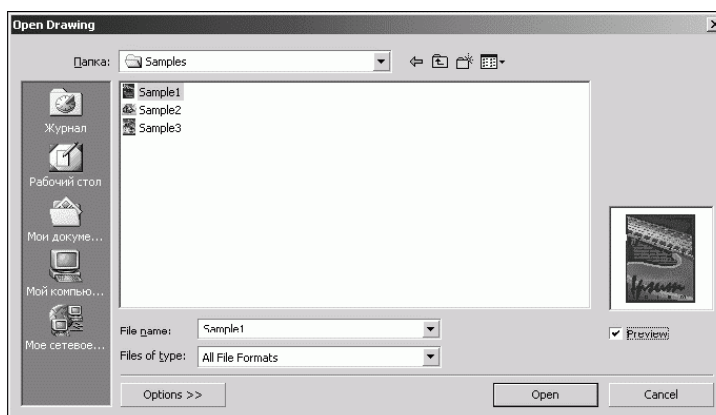 Open Drawing
Папка: Samples
Sample1
Sample2
Sample3
Журнал
Рабочий стол
Мои докуме...
Мой компью...
Мое сетевое...
Ipsum
File name: Sample1
Preview
Files of type: All File Formats
Options >> Open Cancel